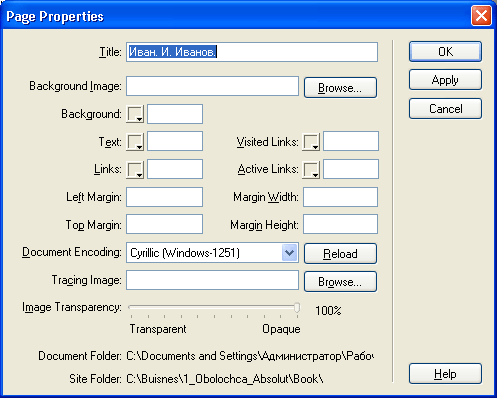 Page Properties
Title: Иван. И. Иванов.
OK
Background Image: Browse... Apply
Background: Cancel
Text: Visited Links:
Links: Active Links:
Left Margin: Margin Width:
Top Margin: Margin Height:
Document Encoding: Cyrillic (Windows-1251) Reload
Tracing Image: Browse...
Image Transparency: 100%
Transparent Opaque
Document Folder: C:\Documents and Settings\Администратор\Рабоч
Site Folder: C:\Buisnes\1_Obolochca_Absolut\Book\
Help